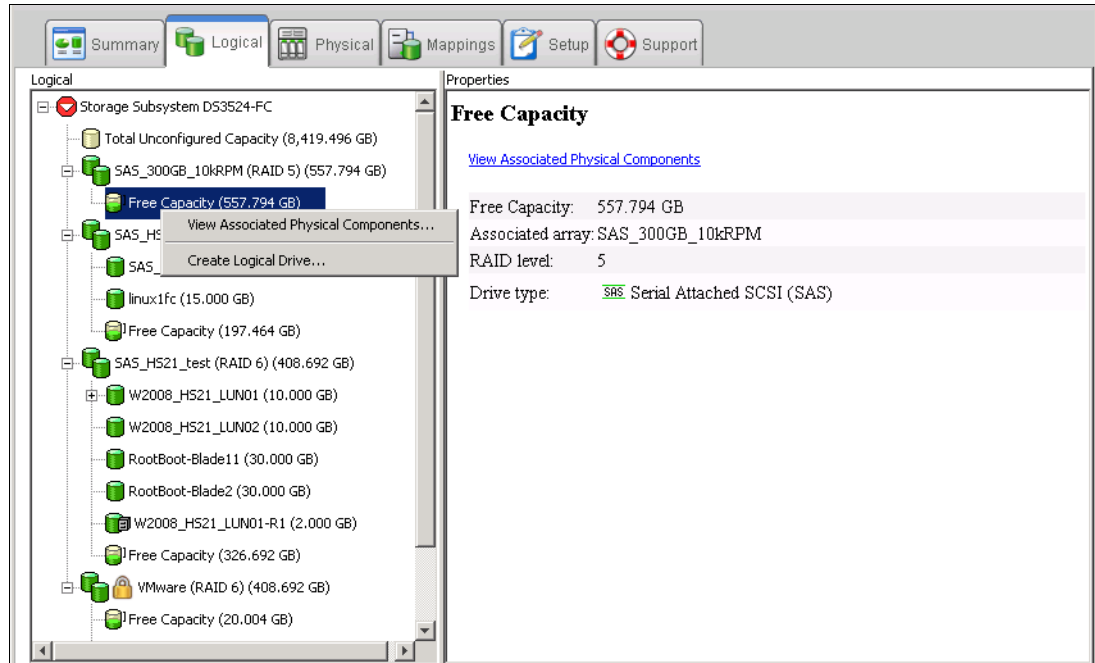 Summary Logical Physical Mappings Setup Support
Logical
Storage Subsystem DS3524-FC
Total Unconfigured Capacity (8,419.496 GB)
SAS_300GB_10kRPM (RAID 5) (557.794 GB)
Free Capacity (557.794 GB)
View Associated Physical Components...
SAS_HS
Create Logical Drive...
SAS_
linux1fc (15.000 GB)
Free Capacity (197.464 GB)
SAS_HS21_test (RAID 6) (408.692 GB)
W2008_HS21_LUN01 (10.000 GB)
W2008_HS21_LUN02 (10.000 GB)
RootBoot-Blade11 (30.000 GB)
RootBoot-Blade2 (30.000 GB)
W2008_HS21_LUN01-R1 (2.000 GB)
Free Capacity (326.692 GB)
VMware (RAID 6) (408.692 GB)
Free Capacity (20.004 GB)
Properties
Free Capacity
View Associated Physical Components
Free Capacity: 557.794 GB
Associated array: SAS_300GB_10kRPM
RAID level: 5
Drive type: SAS Serial Attached SCSI (SAS)